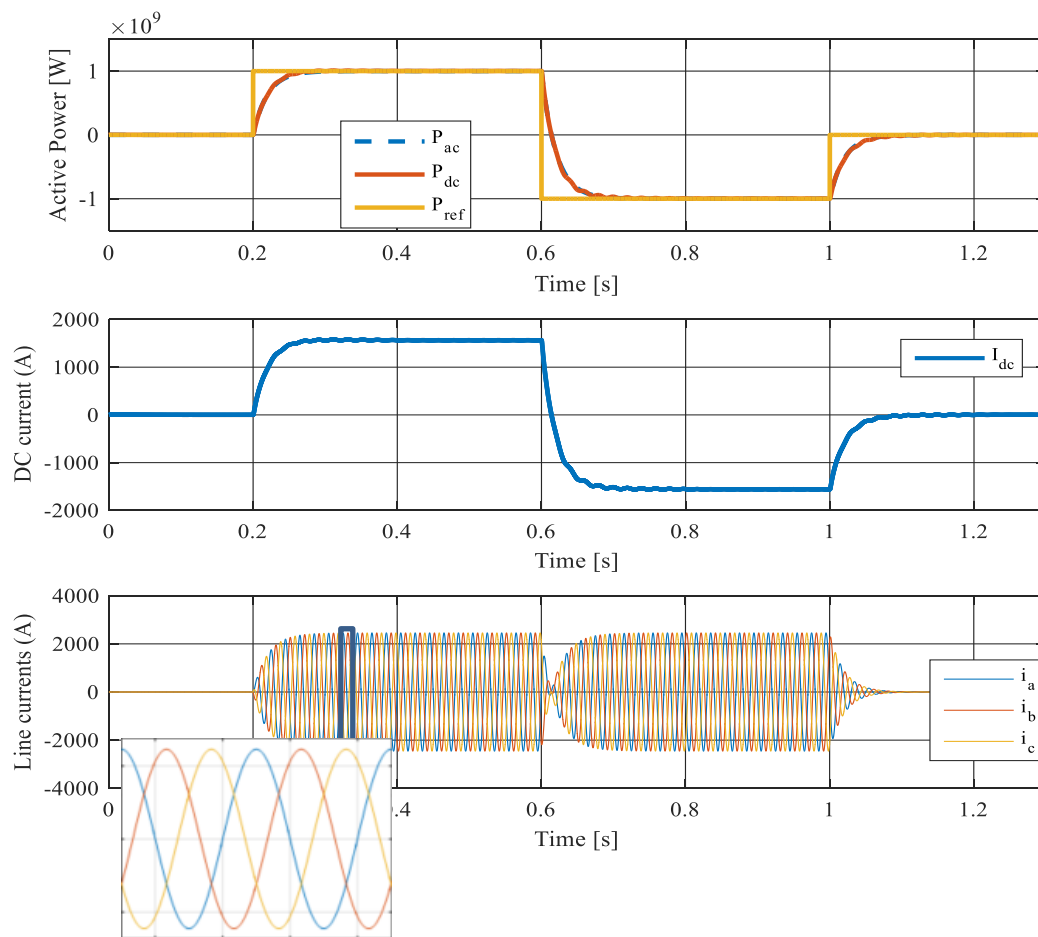 ×10⁹
Active Power [W]
1
0
-1
P_ac
P_dc
P_ref
0 0.2 0.4 0.6 0.8 1 1.2
Time [s]
DC current (A)
2000
1000
0
-1000
-2000
I_dc
0 0.2 0.4 0.6 0.8 1 1.2
Time [s]
Line currents (A)
4000
2000
0
-2000
-4000
i_a
i_b
i_c
0.4 0.6 0.8 1 1.2
Time [s]